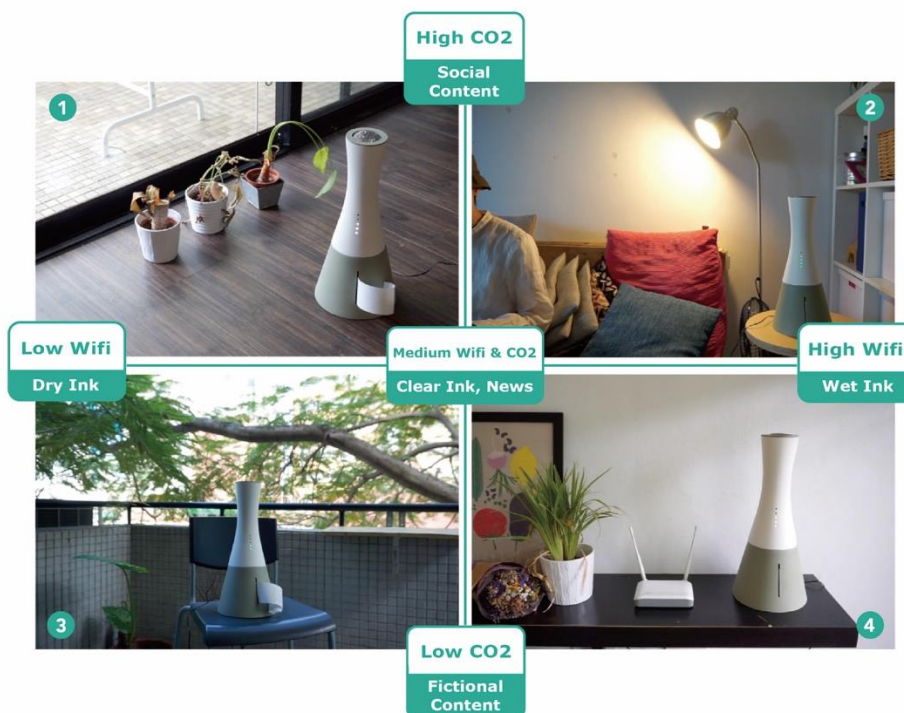 High CO2
Social
Content
1
2
Low Wifi
Dry Ink
Medium Wifi & CO2
Clear Ink, News
High Wifi
Wet Ink
3
4
Low CO2
Fictional
Content